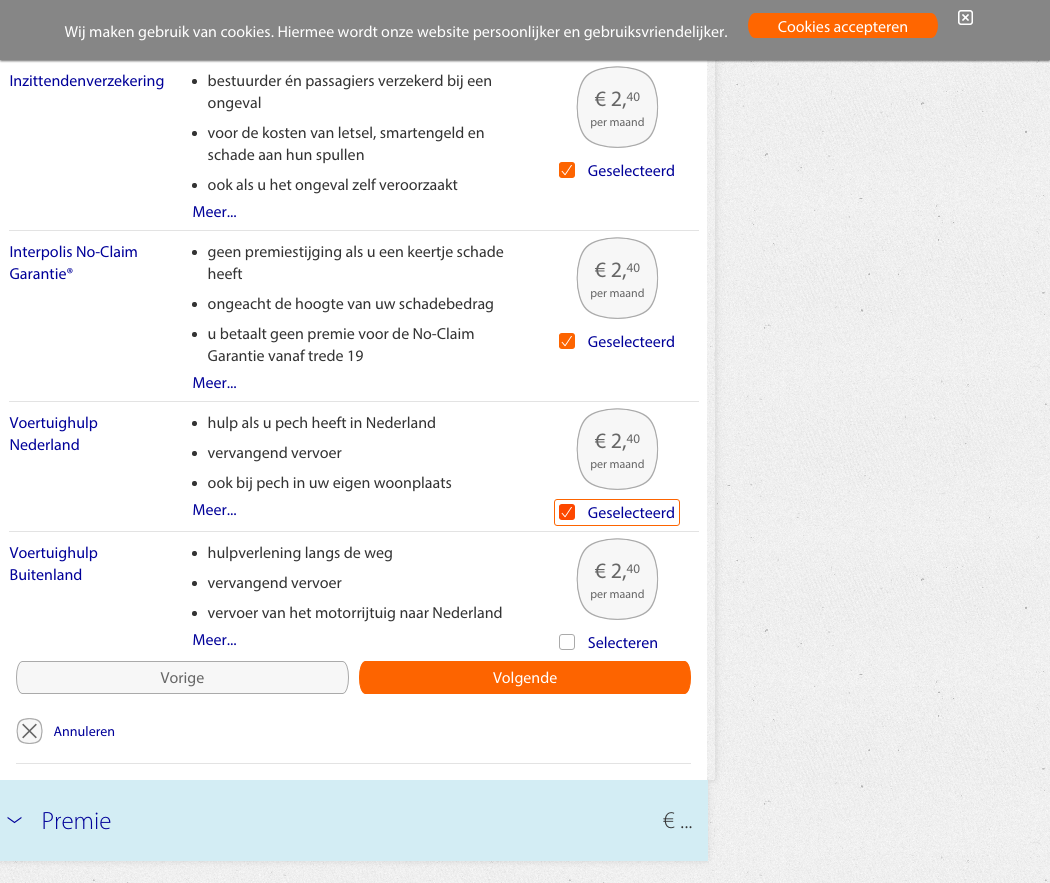 Wij maken gebruik van cookies. Hiermee wordt onze website persoonlijker en gebruiksvriendelijker.
Cookies accepteren
Inzittendenverzekering
bestuurder én passagiers verzekerd bij een
ongeval
voor de kosten van letsel, smartengeld en
schade aan hun spullen
ook als u het ongeval zelf veroorzaakt
Meer...
€ 2,40
per maand
Geselecteerd
Interpolis No-Claim
Garantie®
geen premiestijging als u een keertje schade
heeft
ongeacht de hoogte van uw schadebedrag
u betaalt geen premie voor de No-Claim
Garantie vanaf trede 19
Meer...
€ 2,40
per maand
Geselecteerd
Voertuighulp
Nederland
hulp als u pech heeft in Nederland
vervangend vervoer
ook bij pech in uw eigen woonplaats
Meer...
€ 2,40
per maand
Geselecteerd
Voertuighulp
Buitenland
hulpverlening langs de weg
vervangend vervoer
vervoer van het motorrijtuig naar Nederland
Meer...
€ 2,40
per maand
Selecteren
Vorige
Volgende
Annuleren
Premie
€ ...